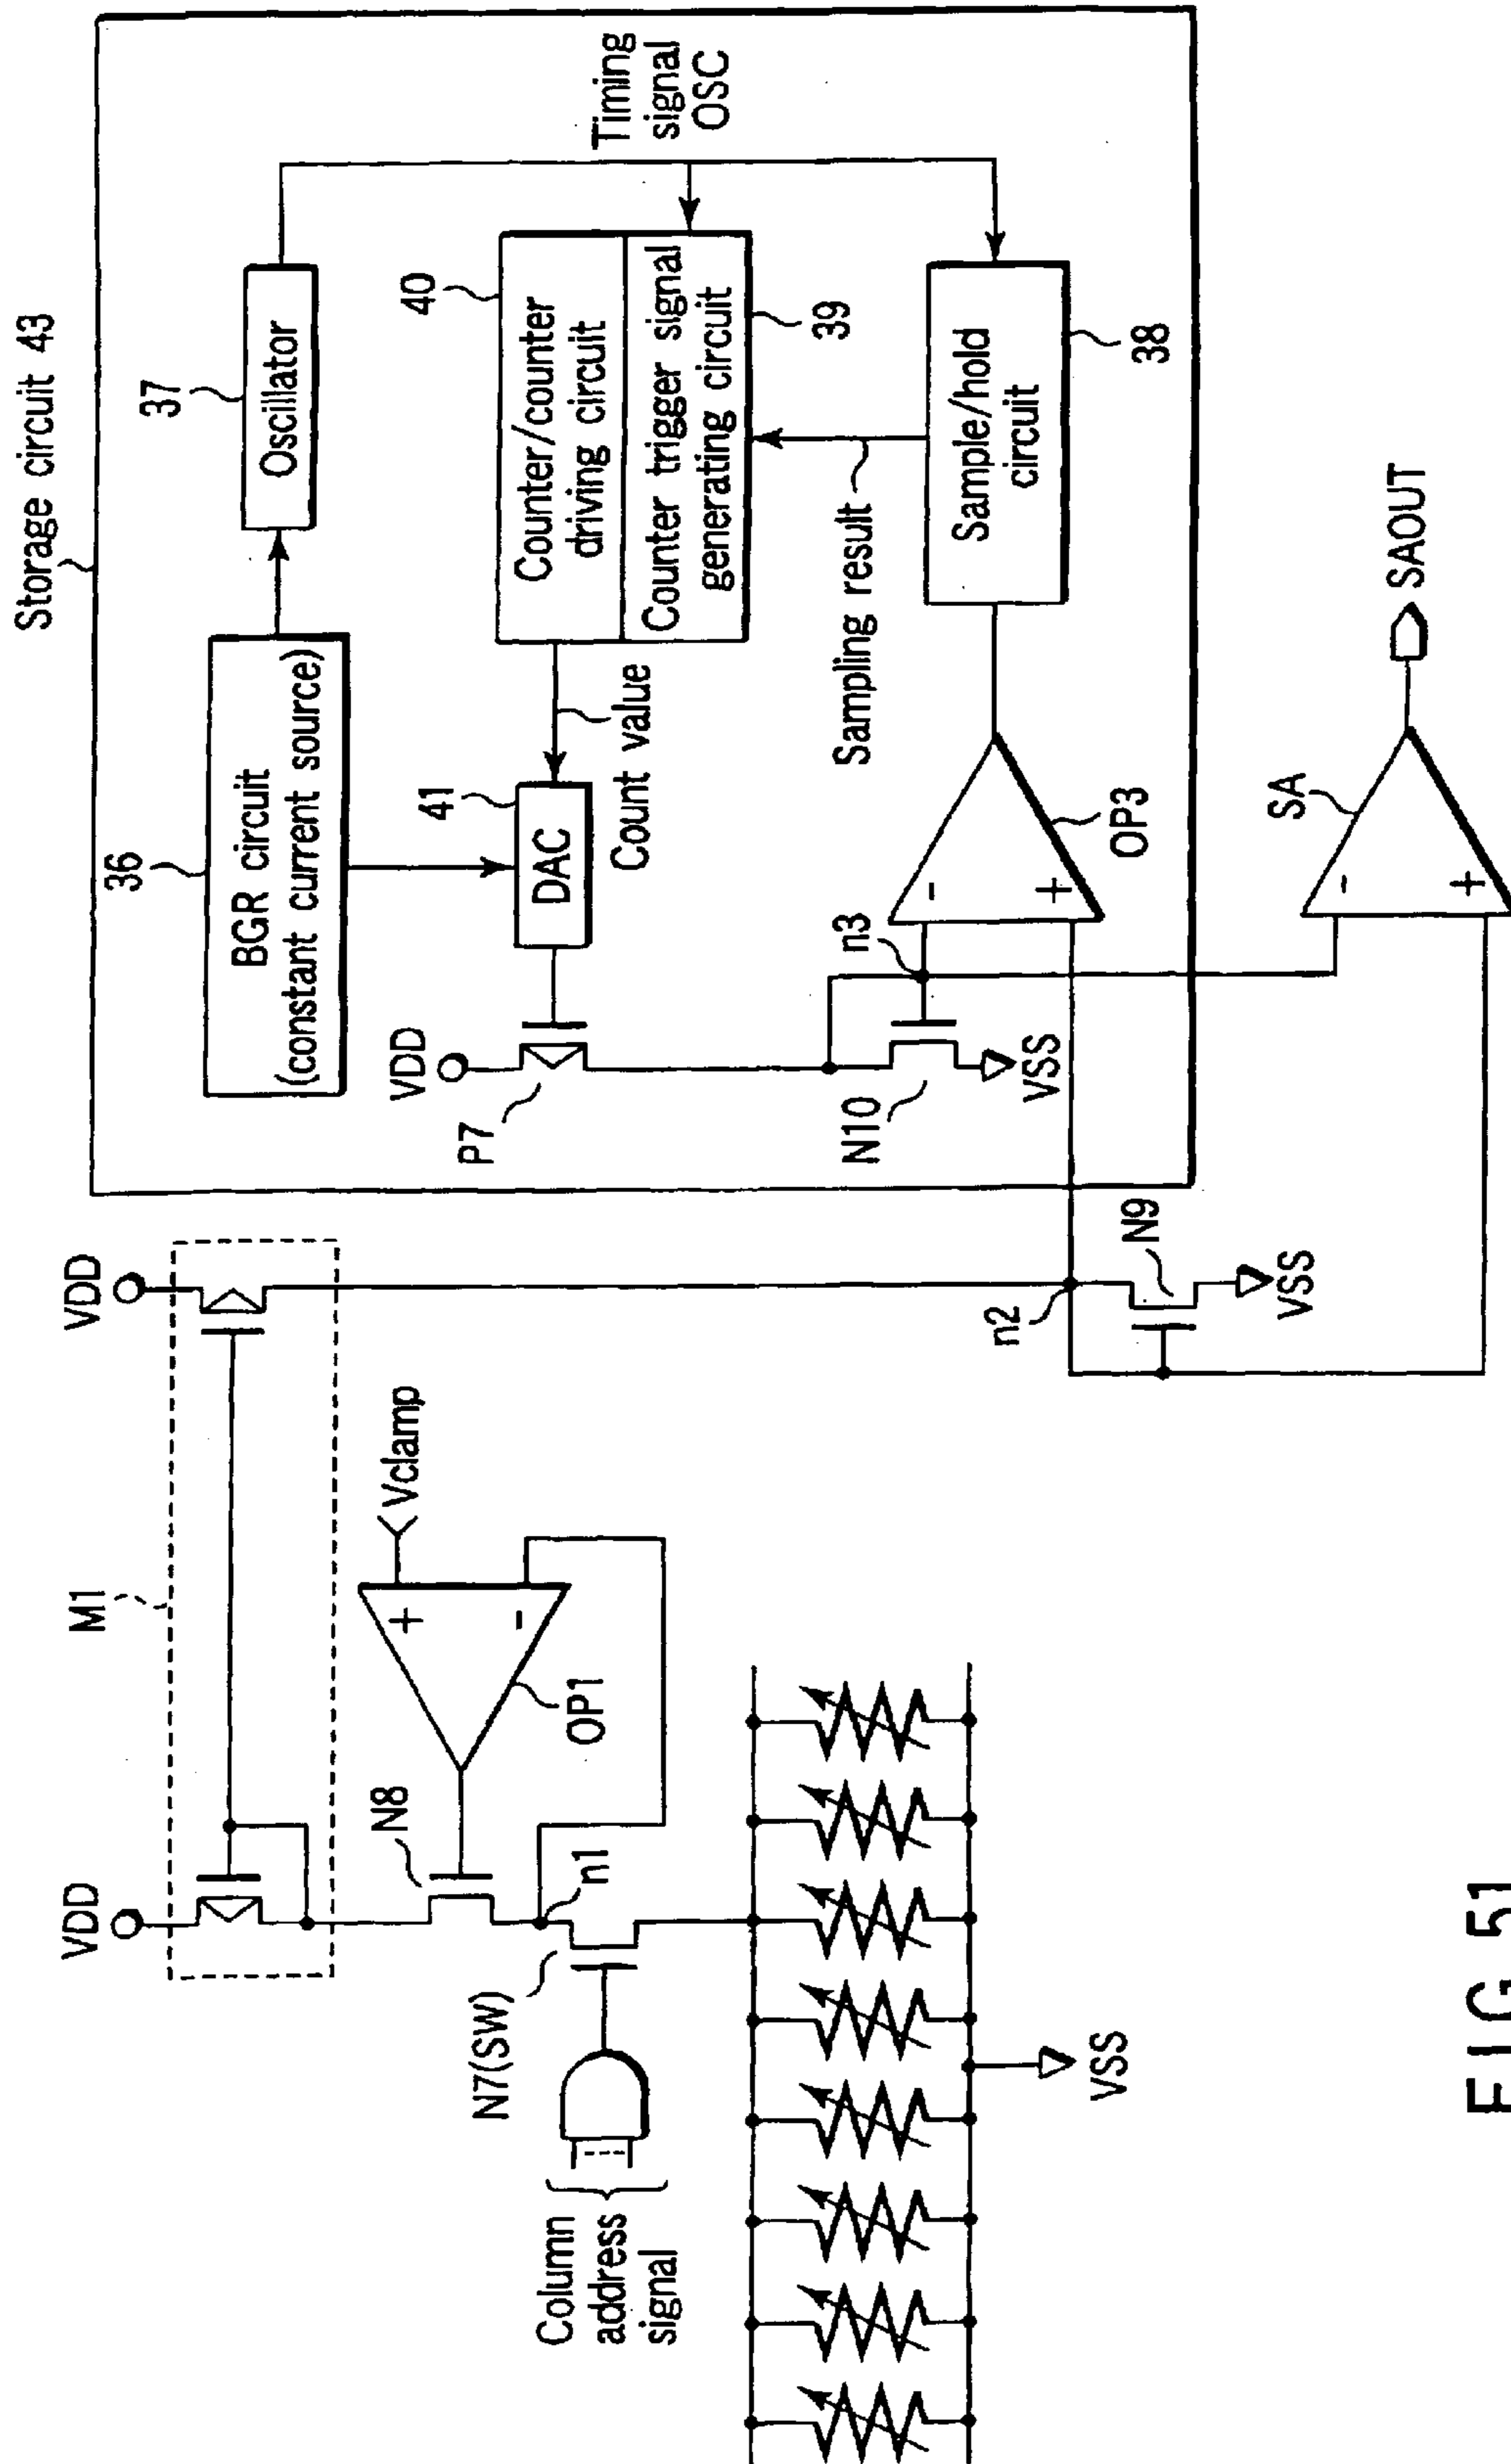 Storage circuit 43
36
BGR circuit
(constant current source)
37
Oscillator
Timing
signal
OSC
VDD
P7
41
DAC
Count value
40
Counter/counter
driving circuit
Counter trigger signal
generating circuit
39
Sampling result
n3
N10
VSS
-
+
OP3
Sample/hold
circuit
38
VDD
M1
VDD
N8
+
-
Vclamp
OP1
n1
N7(SW)
Column
address
signal
VSS
n2
N9
VSS
SA
-
+
SAOUT
FIG. 51